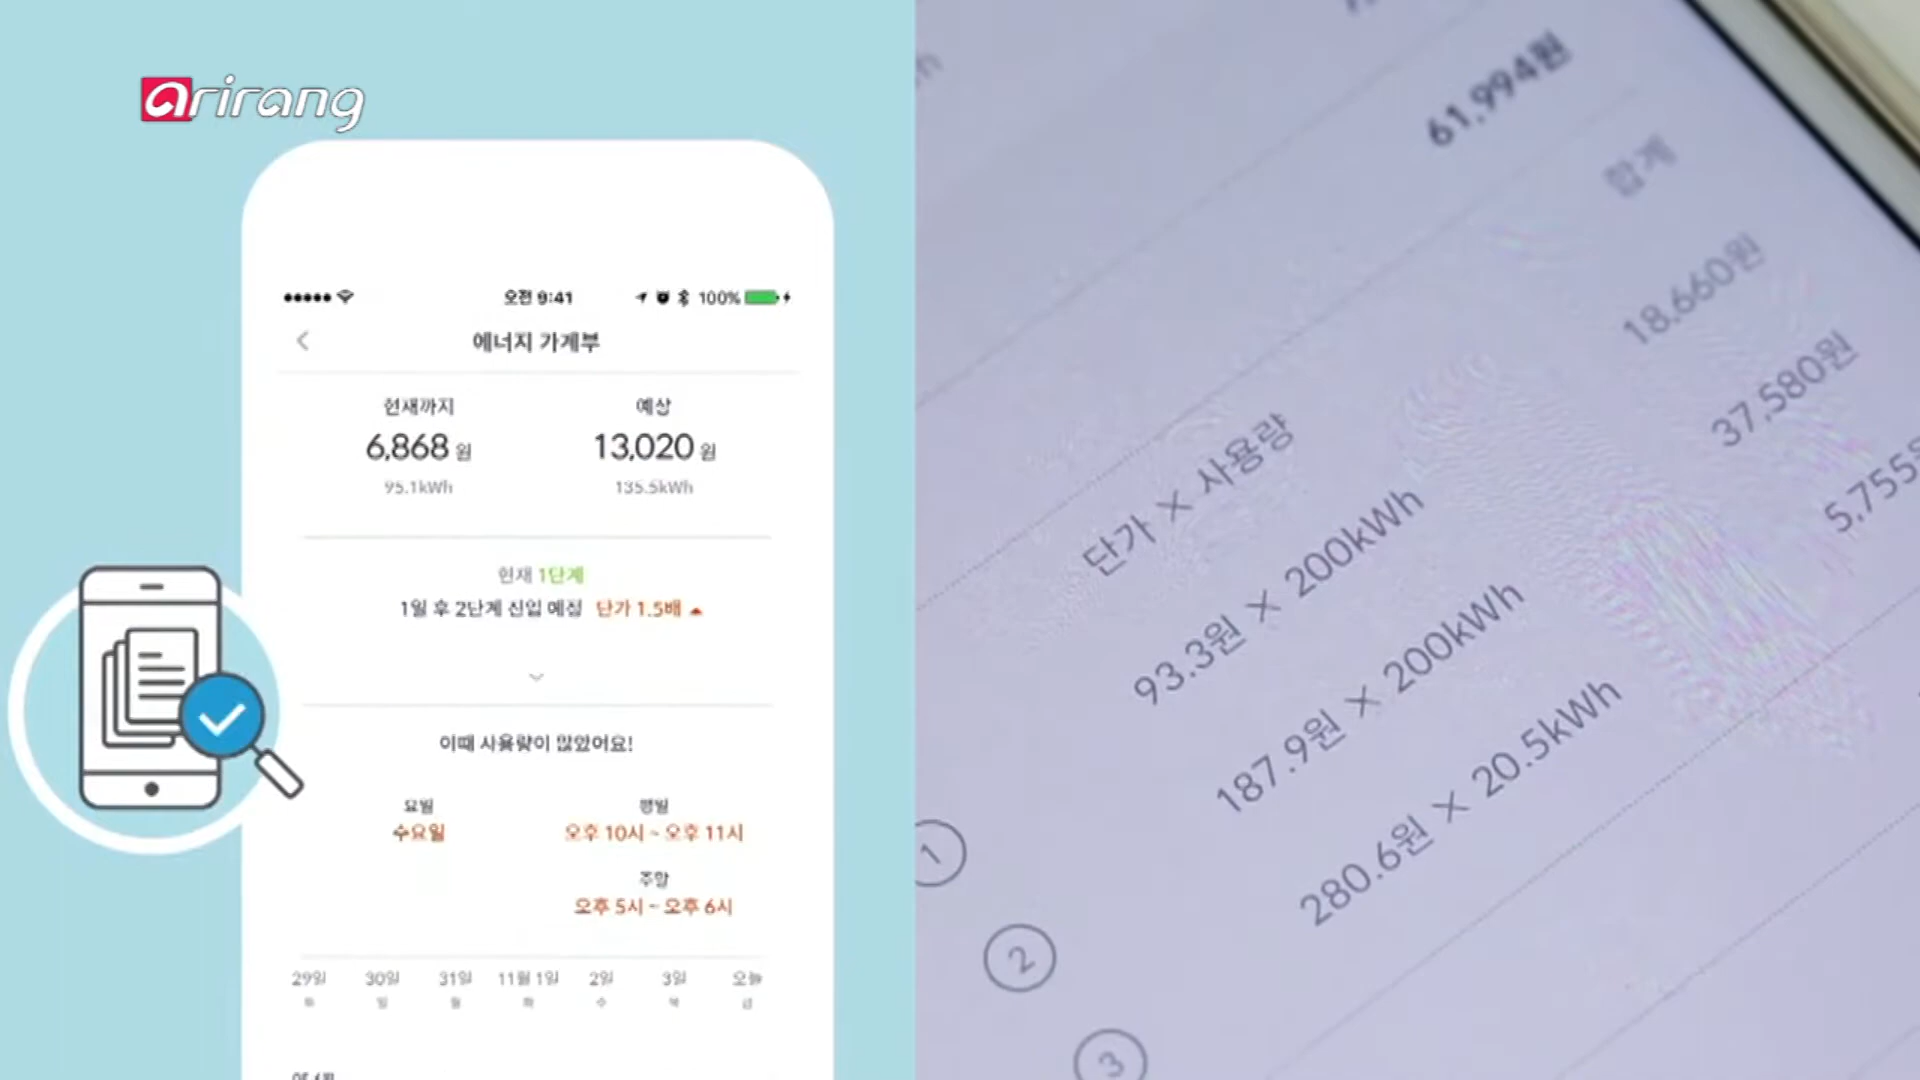 arirang
오전 9:41
100%
에너지 가계부
현재까지
예상
6,868 원
13,020 원
95.1kWh
135.5kWh
현재 1단계
1일 후 2단계 진입 예정 단가 1.5배
이때 사용량이 많았어요!
요일
평일
수요일
오후 10시 ~ 오후 11시
주말
오후 5시 ~ 오후 6시
29일
30일
31일
11월 1일
2일
3일
오늘
61,994원
합계
단가 × 사용량
18,660원
93.3원 × 200kWh
37,580원
187.9원 × 200kWh
5,755원
280.6원 × 20.5kWh
1
2
3